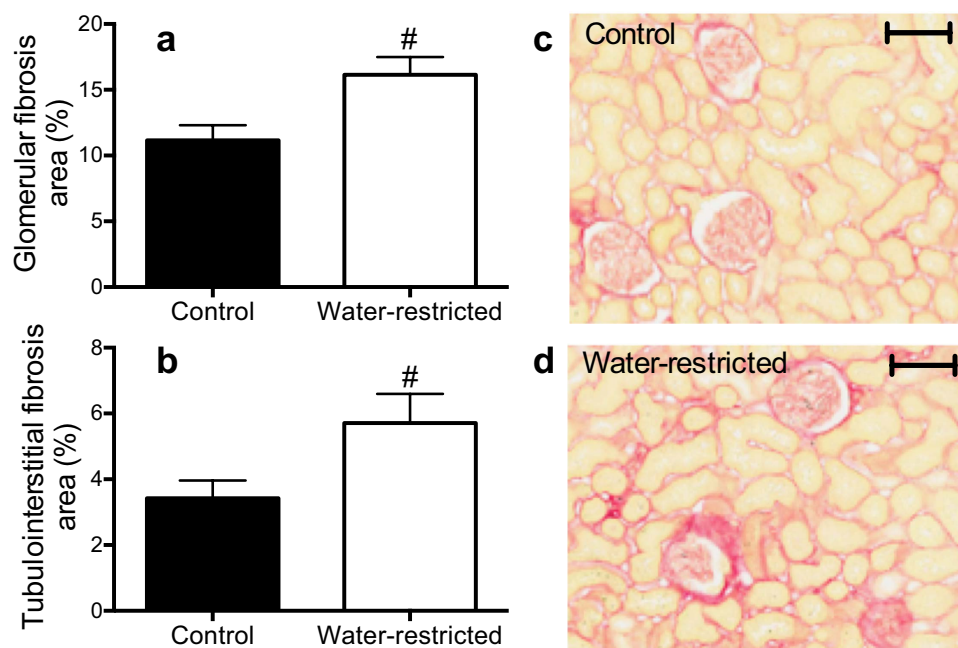 a
Glomerular fibrosis
area (%)
20
15
10
5
0
#
Control
Water-restricted
b
Tubulointerstitial fibrosis
area (%)
8
6
4
2
0
#
Control
Water-restricted
c
Control
d
Water-restricted